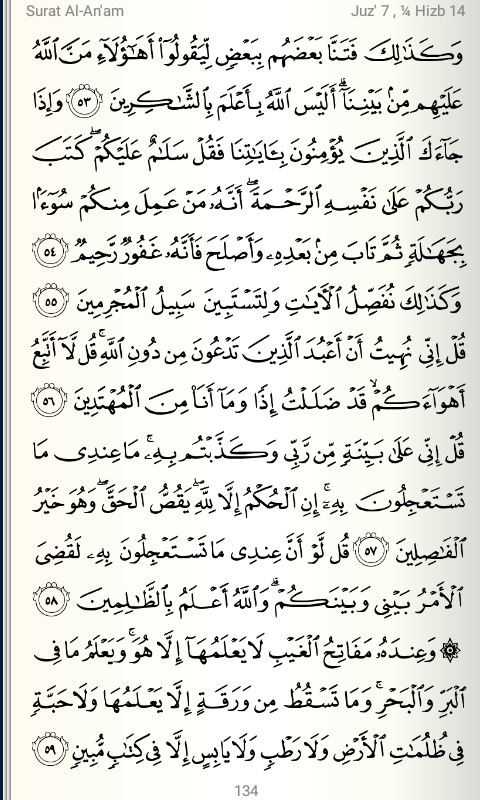 Surat Al-An'am Juz' 7 , ¼ Hizb 14
وَكَذَٰلِكَ فَتَنَّا بَعْضَهُم بِبَعْضٍ لِّيَقُولُوٓا۟ أَهَٰٓؤُلَآءِ مَنَّ ٱللَّهُ
عَلَيْهِم مِّنۢ بَيْنِنَآ ۗ أَلَيْسَ ٱللَّهُ بِأَعْلَمَ بِٱلشَّٰكِرِينَ ٥٣ وَإِذَا
جَآءَكَ ٱلَّذِينَ يُؤْمِنُونَ بِـَٔايَٰتِنَا فَقُلْ سَلَٰمٌ عَلَيْكُمْ ۖ كَتَبَ
رَبُّكُمْ عَلَىٰ نَفْسِهِ ٱلرَّحْمَةَ ۖ أَنَّهُۥ مَنْ عَمِلَ مِنكُمْ سُوٓءًۢا
بِجَهَٰلَةٍ ثُمَّ تَابَ مِنۢ بَعْدِهِۦ وَأَصْلَحَ فَأَنَّهُۥ غَفُورٌ رَّحِيمٌ ٥٤
وَكَذَٰلِكَ نُفَصِّلُ ٱلْءَايَٰتِ وَلِتَسْتَبِينَ سَبِيلُ ٱلْمُجْرِمِينَ ٥٥
قُلْ إِنِّى نُهِيتُ أَنْ أَعْبُدَ ٱلَّذِينَ تَدْعُونَ مِن دُونِ ٱللَّهِ ۚ قُل لَّآ أَتَّبِعُ
أَهْوَآءَكُمْ ۙ قَدْ ضَلَلْتُ إِذًا وَمَآ أَنَا۠ مِنَ ٱلْمُهْتَدِينَ ٥٦
قُلْ إِنِّى عَلَىٰ بَيِّنَةٍ مِّن رَّبِّى وَكَذَّبْتُم بِهِۦ ۚ مَا عِندِى مَا
تَسْتَعْجِلُونَ بِهِۦٓ ۚ إِنِ ٱلْحُكْمُ إِلَّا لِلَّهِ ۖ يَقُصُّ ٱلْحَقَّ ۖ وَهُوَ خَيْرُ
ٱلْفَٰصِلِينَ ٥٧ قُل لَّوْ أَنَّ عِندِى مَا تَسْتَعْجِلُونَ بِهِۦ لَقُضِىَ
ٱلْأَمْرُ بَيْنِى وَبَيْنَكُمْ ۗ وَٱللَّهُ أَعْلَمُ بِٱلظَّٰلِمِينَ ٥٨
۞ وَعِندَهُۥ مَفَاتِحُ ٱلْغَيْبِ لَا يَعْلَمُهَآ إِلَّا هُوَ ۚ وَيَعْلَمُ مَا فِى
ٱلْبَرِّ وَٱلْبَحْرِ ۚ وَمَا تَسْقُطُ مِن وَرَقَةٍ إِلَّا يَعْلَمُهَا وَلَا حَبَّةٍ
فِى ظُلُمَٰتِ ٱلْأَرْضِ وَلَا رَطْبٍ وَلَا يَابِسٍ إِلَّا فِى كِتَٰبٍ مُّبِينٍ ٥٩
134